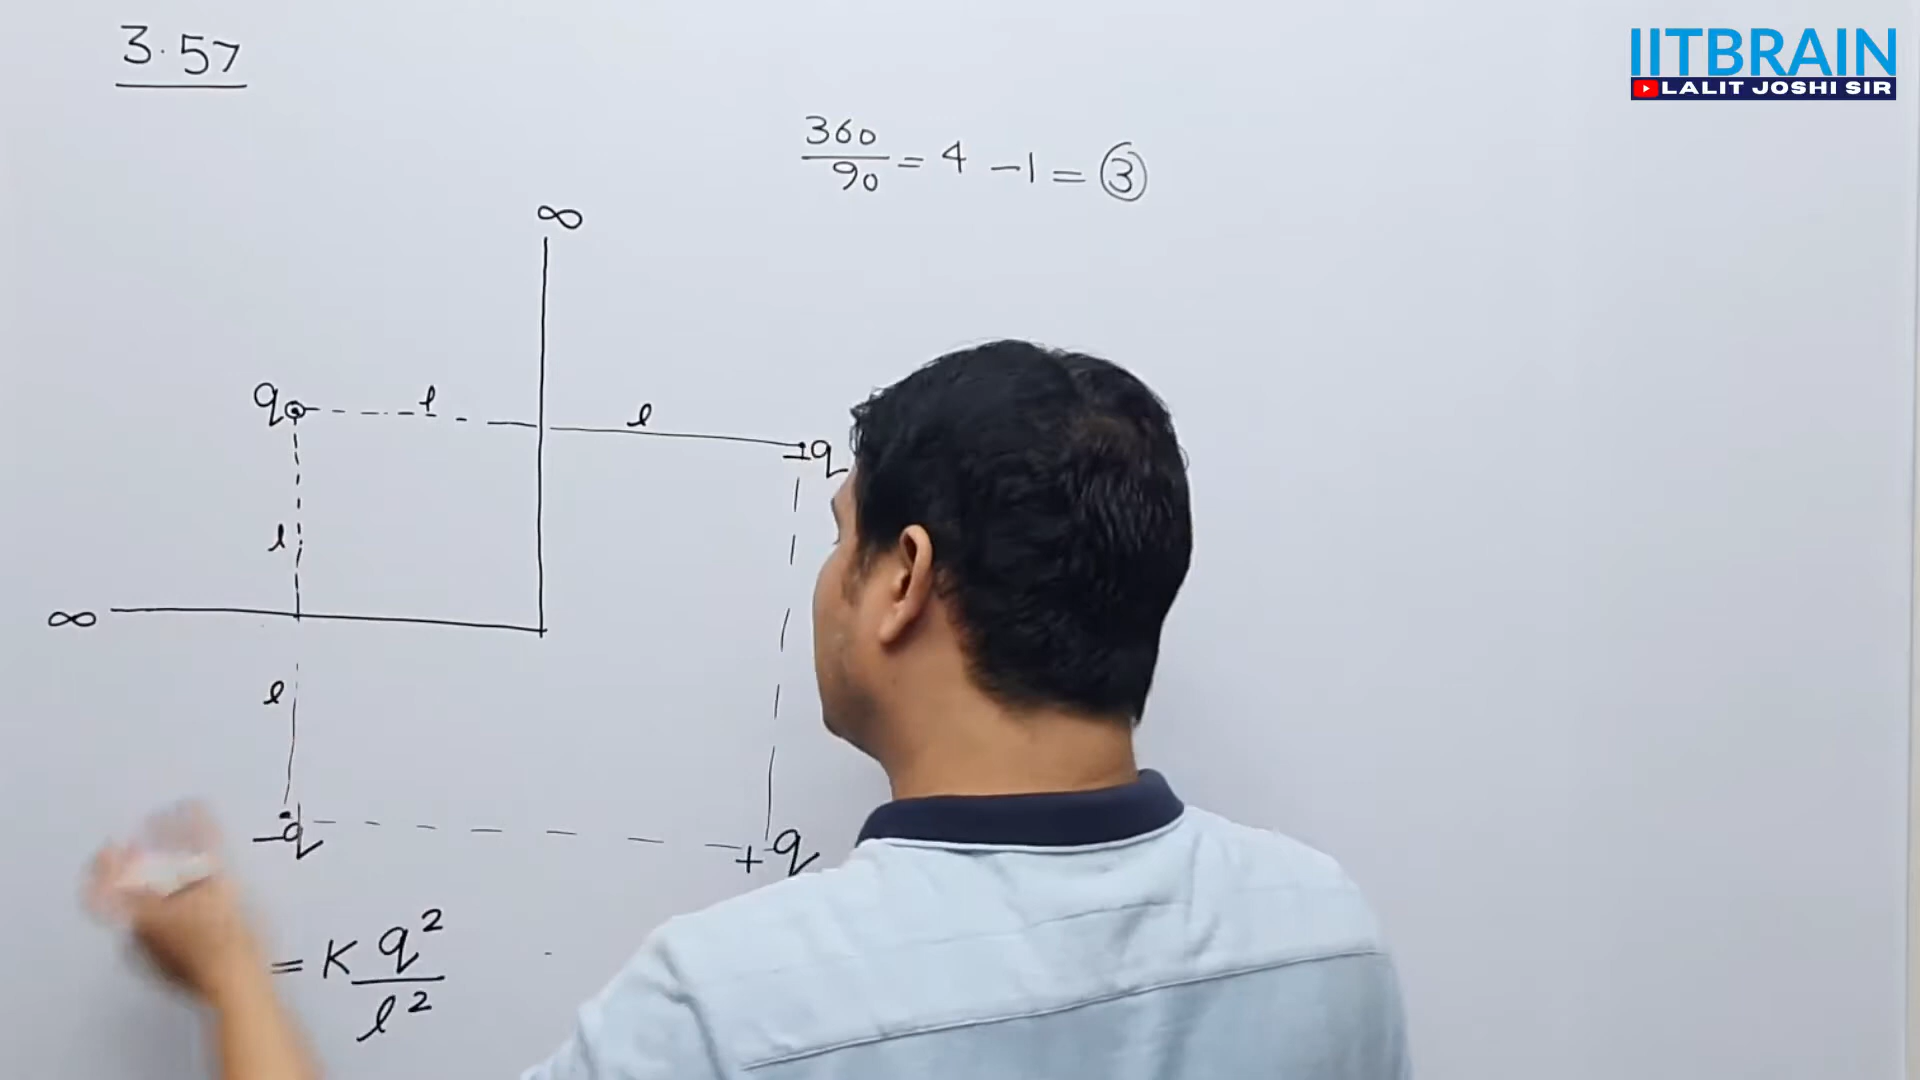 3.57
IITBRAIN
LALIT JOSHI SIR
360/90 = 4 - 1 = 3
∞
q l l -q
l
∞
l
-q +q
= K q²/l²